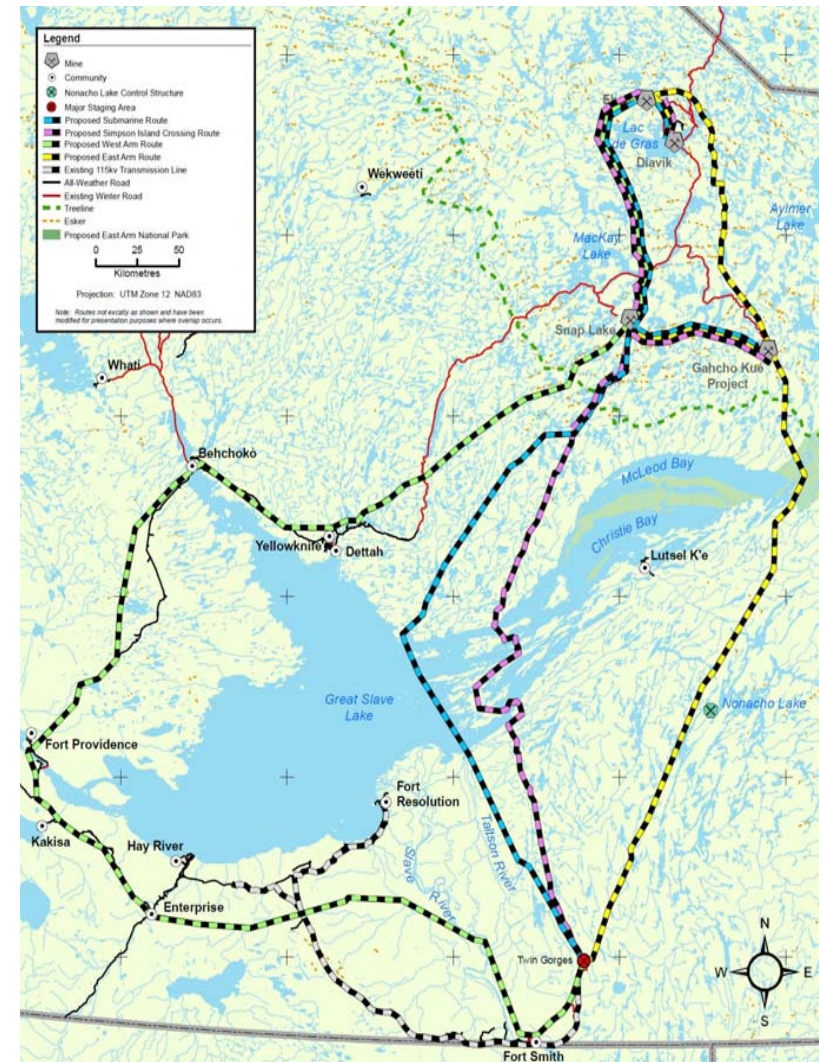 Legend
Mine
Community
Nonacho Lake Control Structure
Major Staging Area
Proposed Submarine Route
Proposed Simpson Island Crossing Route
Proposed West Arm Route
Proposed East Arm Route
Existing 115kv Transmission Line
All-Weather Road
Existing Winter Road
Treeline
Esker
Proposed East Arm National Park
0 25 50
Kilometres
Projection: UTM Zone 12 NAD83
Note: Routes not excatly as shown and have been
modified for presentation purposes where overlap occurs.
Lac
de Gras
Diavik
Wekweèti
Aylmer
Lake
MacKay
Lake
Snap Lake
Gahcho Kue
Project
Whati
Behchokò
McLeod Bay
Christie Bay
Yellowknife
Dettah
Lutsel K'e
Great Slave
Lake
Nonacho Lake
Fort Providence
Fort
Resolution
Kakisa
Hay River
Taltson River
Slave
River
Enterprise
Twin Gorges
N
W E
S
Fort Smith